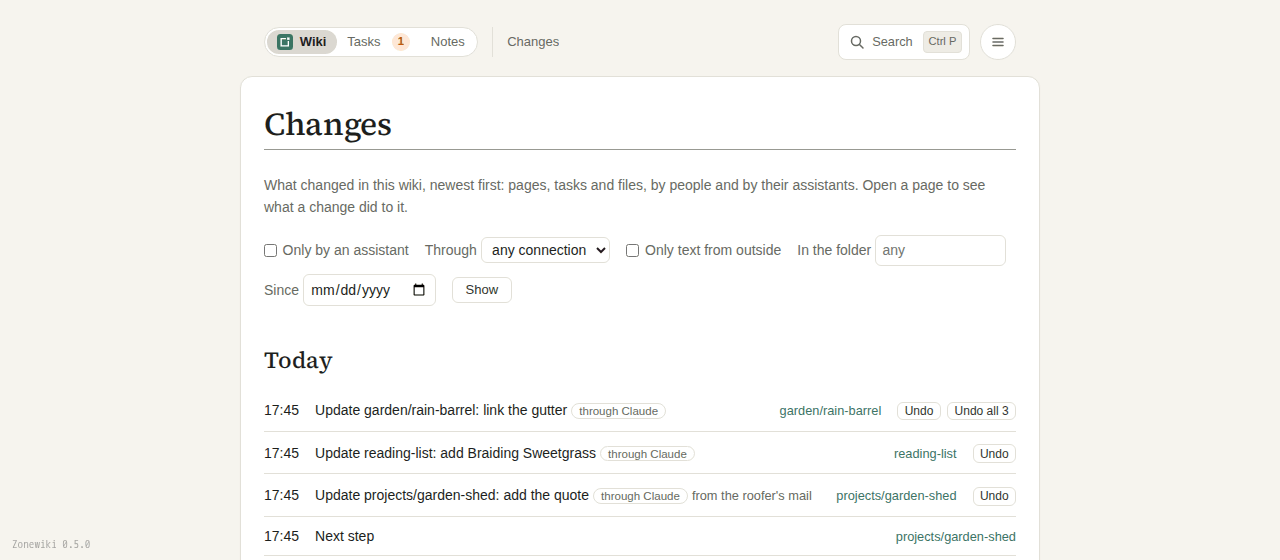 Wiki Tasks 1 Notes Changes Search Ctrl P
Changes
What changed in this wiki, newest first: pages, tasks and files, by people and by their assistants. Open a page to see
what a change did to it.
Only by an assistant Through any connection Only text from outside In the folder any
Since mm/dd/yyyy Show
Today
17:45 Update garden/rain-barrel: link the gutter through Claude garden/rain-barrel Undo Undo all 3
17:45 Update reading-list: add Braiding Sweetgrass through Claude reading-list Undo
17:45 Update projects/garden-shed: add the quote through Claude from the roofer's mail projects/garden-shed Undo
17:45 Next step projects/garden-shed
Zonewiki 0.5.0